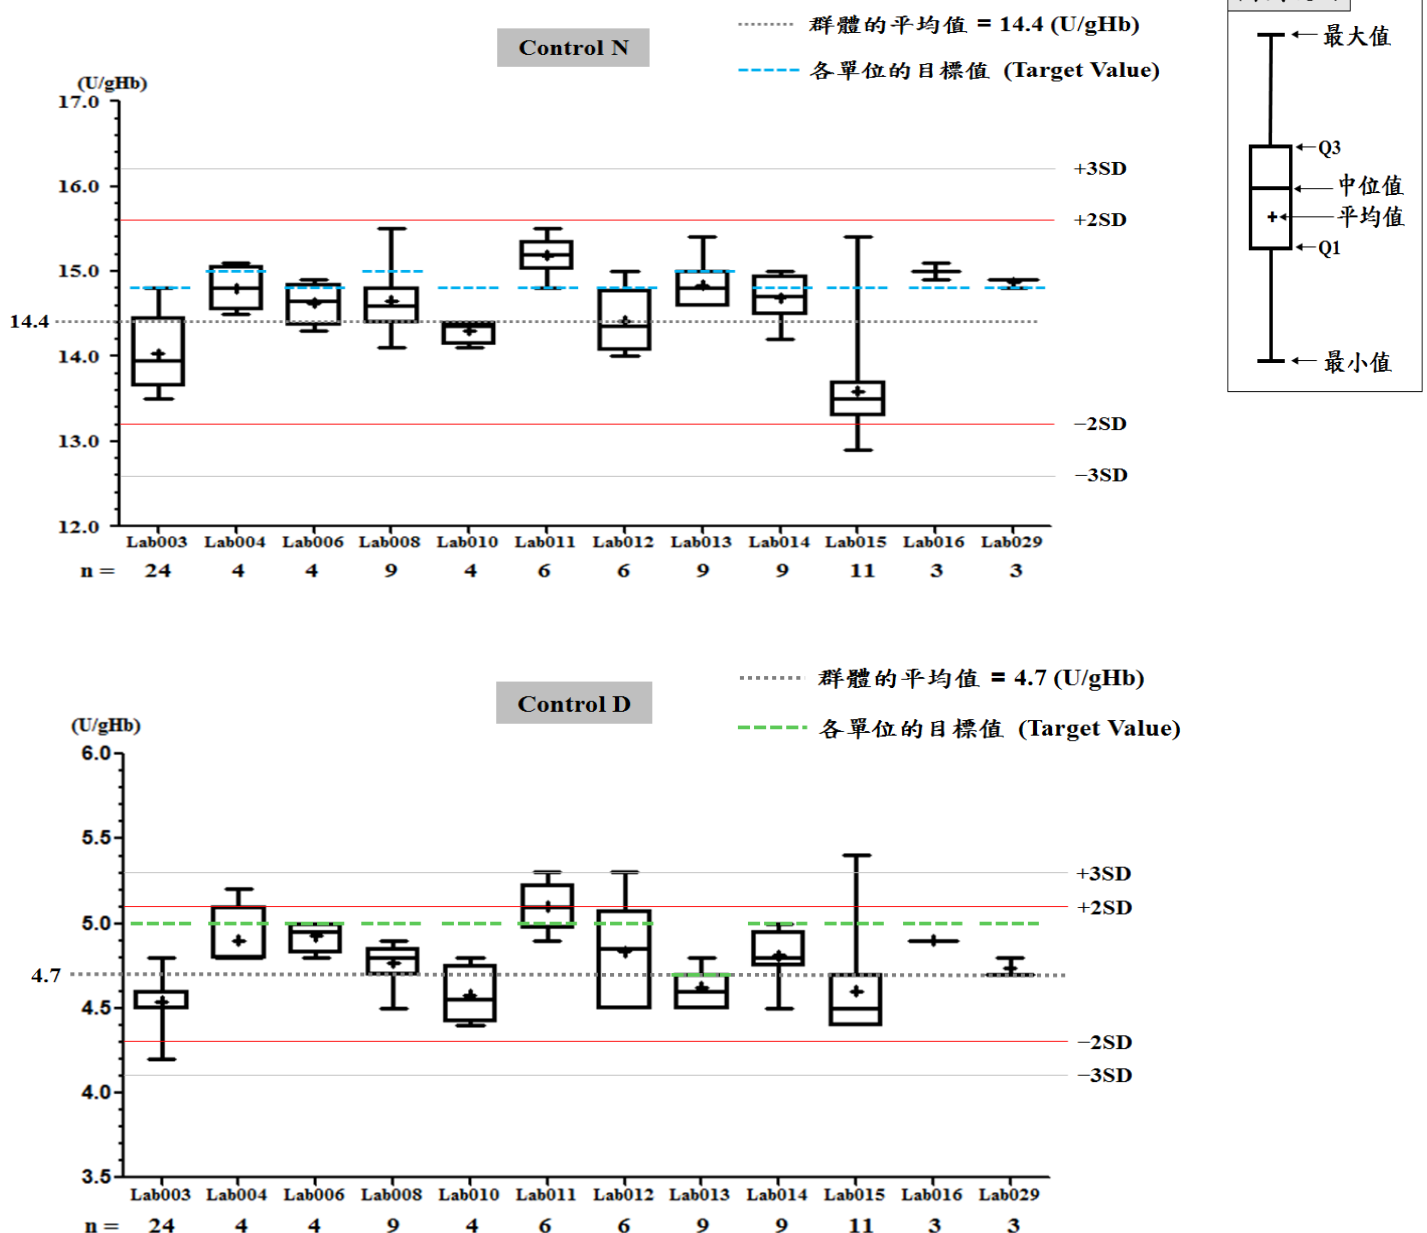 Control N
群體的平均值 = 14.4 (U/gHb)
各單位的目標值 (Target Value)
(U/gHb)
17.0
16.0
15.0
14.4
14.0
13.0
12.0
+3SD
+2SD
−2SD
−3SD
Lab003 Lab004 Lab006 Lab008 Lab010 Lab011 Lab012 Lab013 Lab014 Lab015 Lab016 Lab029
n = 24 4 4 9 4 6 6 9 9 11 3 3
最大值
Q3
中位值
平均值
Q1
最小值
Control D
群體的平均值 = 4.7 (U/gHb)
各單位的目標值 (Target Value)
(U/gHb)
6.0
5.5
5.0
4.7
4.5
4.0
3.5
+3SD
+2SD
−2SD
−3SD
Lab003 Lab004 Lab006 Lab008 Lab010 Lab011 Lab012 Lab013 Lab014 Lab015 Lab016 Lab029
n = 24 4 4 9 4 6 6 9 9 11 3 3